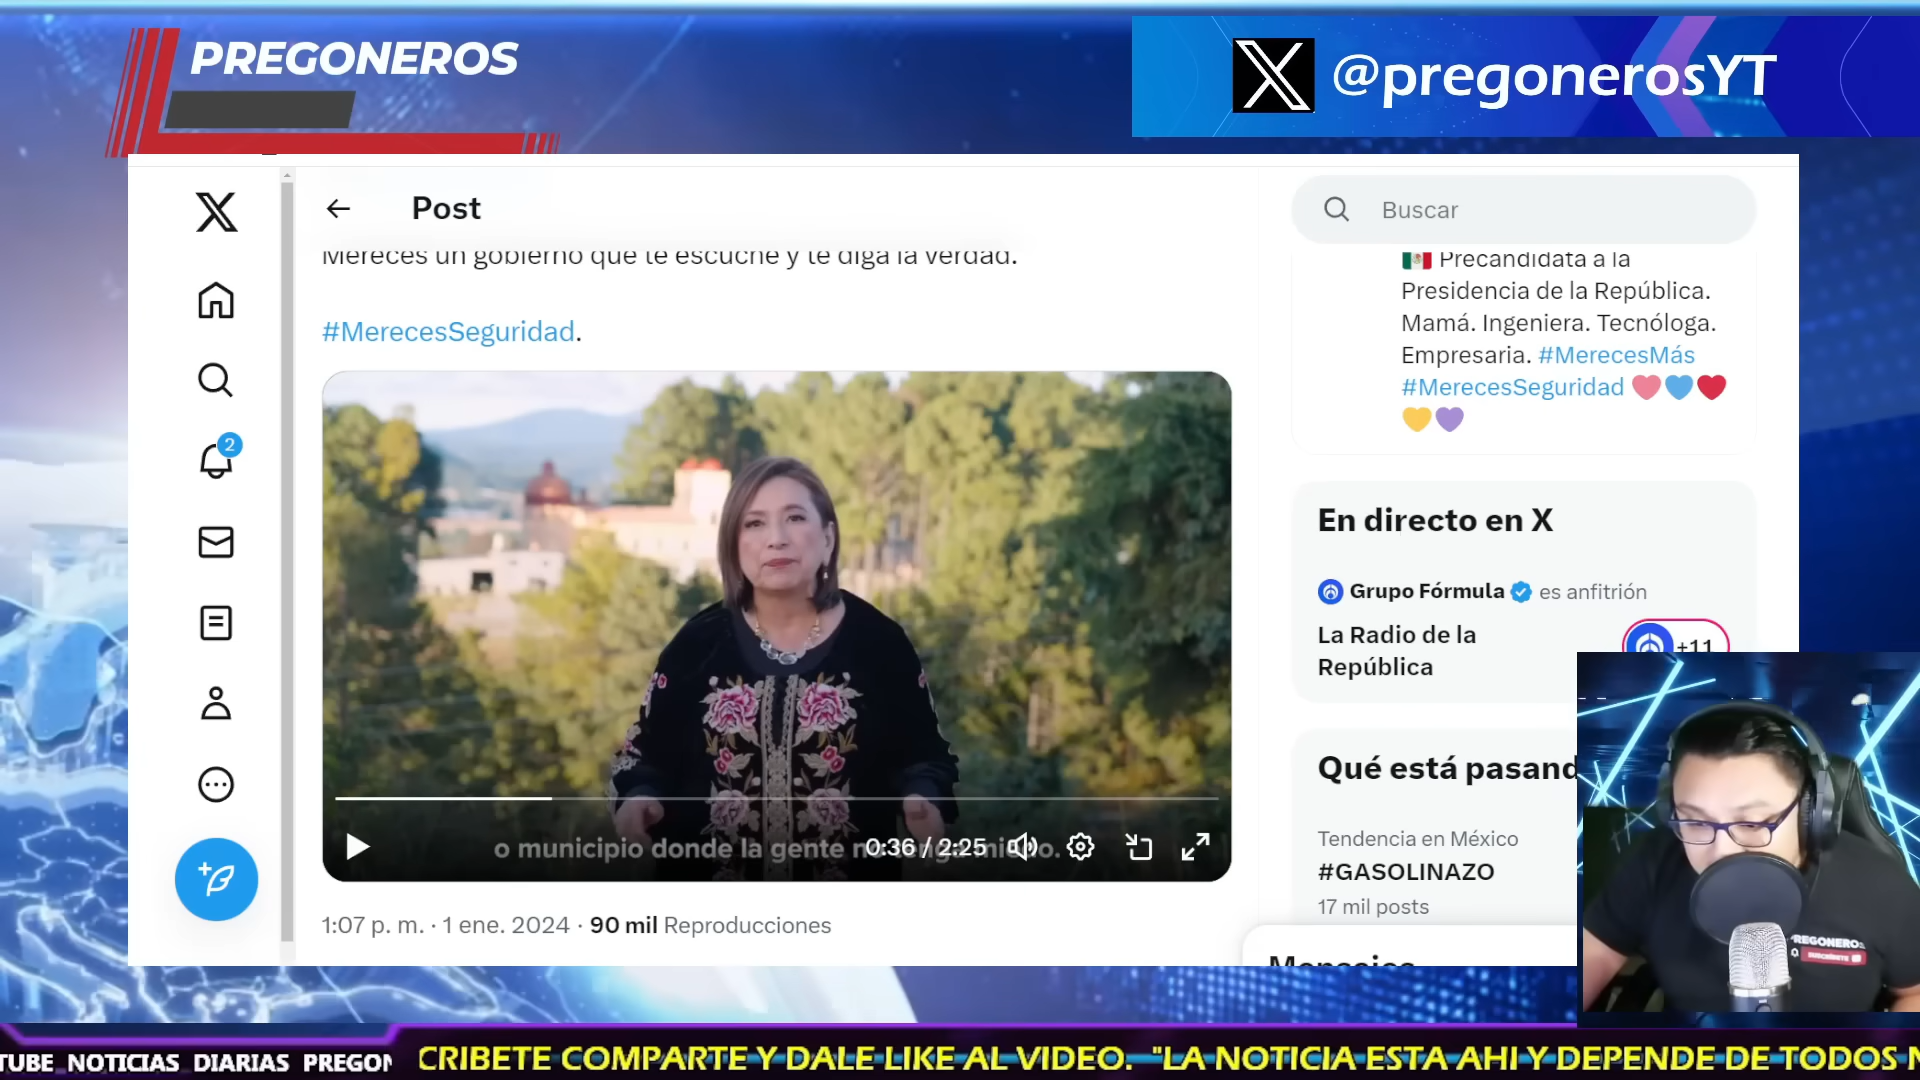 PREGONEROS
@pregonerosYT
Post
Mereces un gobierno que te escuche y te diga la verdad.
#MerecesSeguridad.
o municipio donde la gente
0:36 / 2:25
1:07 p. m. · 1 ene. 2024 · 90 mil Reproducciones
Buscar
Precandidata a la
Presidencia de la República.
Mamá. Ingeniera. Tecnóloga.
Empresaria. #MerecesMás
#MerecesSeguridad
En directo en X
Grupo Fórmula es anfitrión
La Radio de la
República
+11
Qué está pasand
Tendencia en México
#GASOLINAZO
17 mil posts
Mensajes
2
PREGONEROS
SUSCRIBETE
TUBE NOTICIAS DIARIAS PREGON
CRIBETE COMPARTE Y DALE LIKE AL VIDEO. "LA NOTICIA ESTA AHI Y DEPENDE DE TODOS N